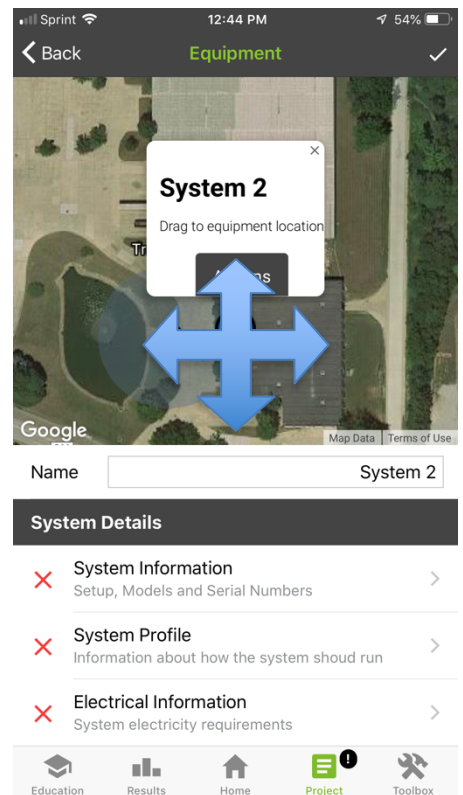 Sprint 12:44 PM 54%
Back Equipment
System 2
Drag to equipment location
Google
Map Data Terms of Use
Name System 2
System Details
System Information
Setup, Models and Serial Numbers
System Profile
Information about how the system shoud run
Electrical Information
System electricity requirements
Education Results Home Project Toolbox